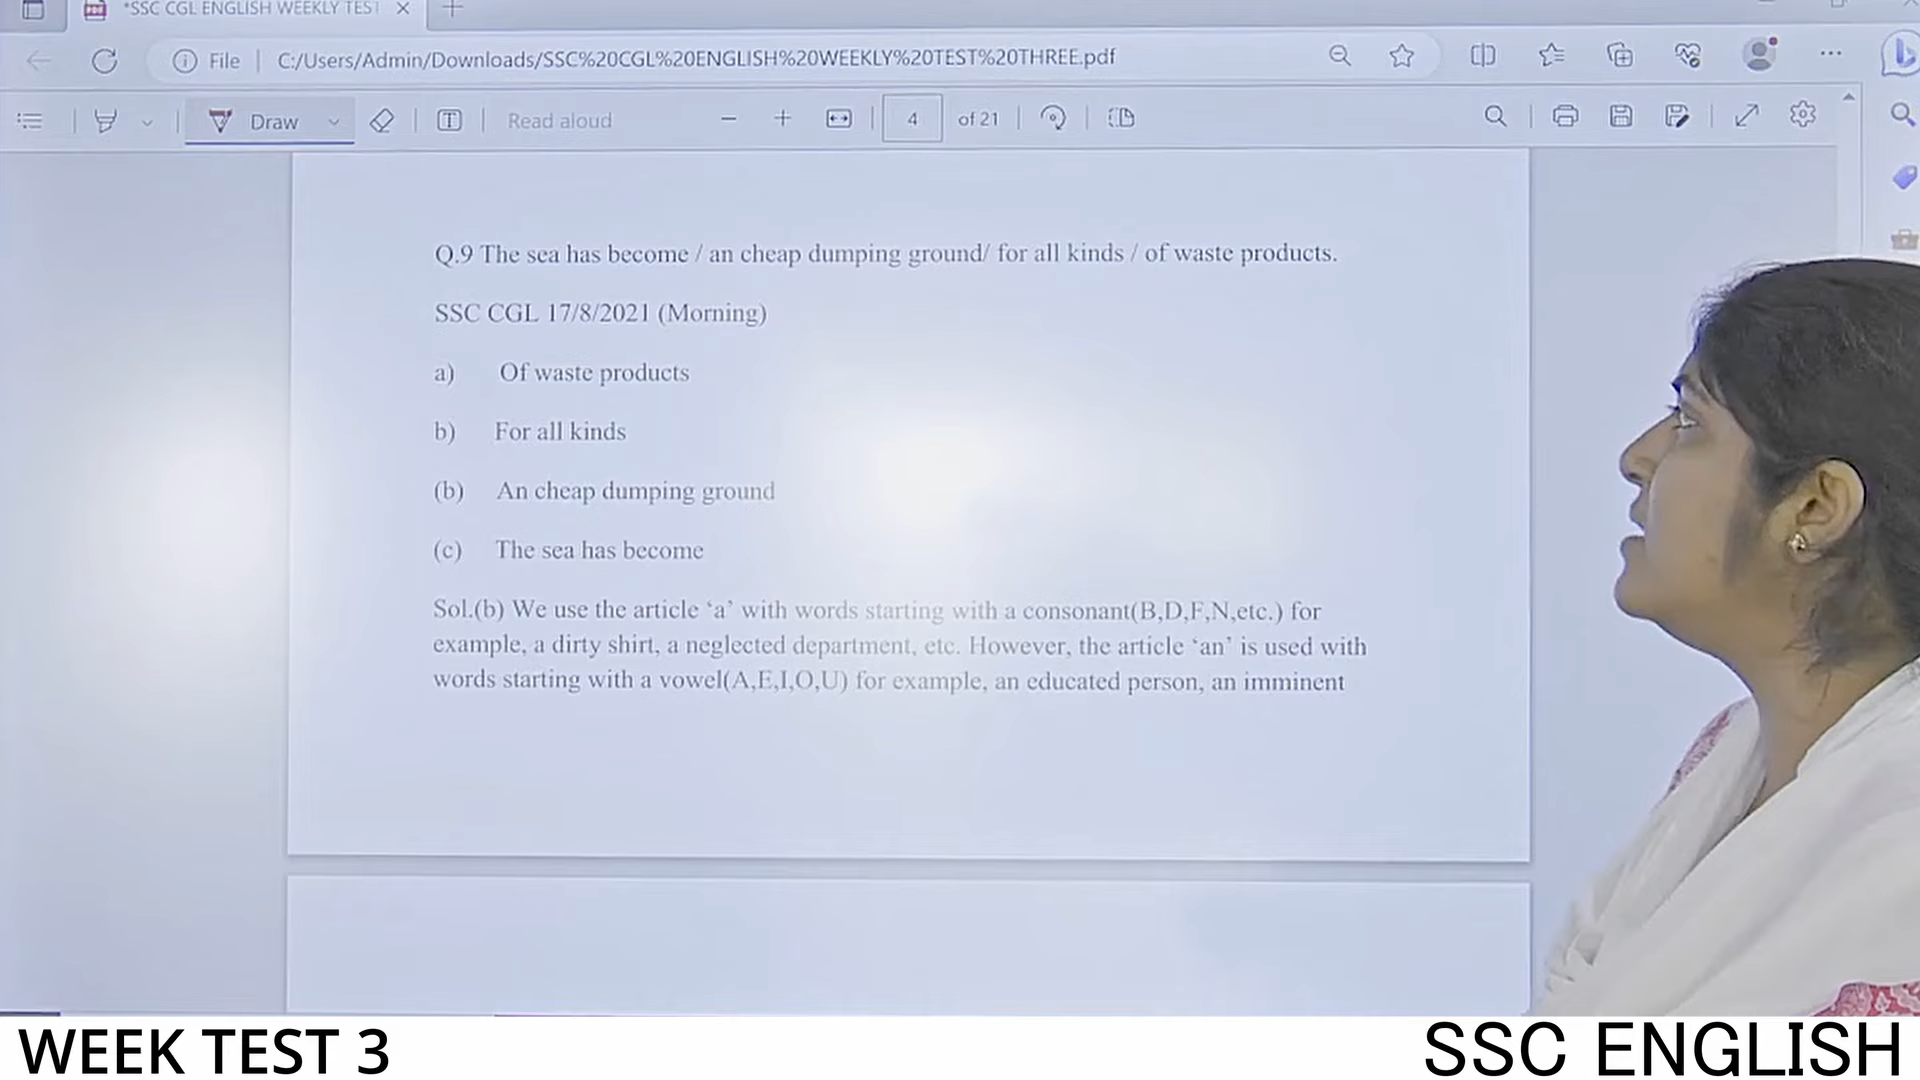 *SSC CGL ENGLISH WEEKLY TEST
File
C:/Users/Admin/Downloads/SSC%20CGL%20ENGLISH%20WEEKLY%20TEST%20THREE.pdf
Draw
Read aloud
4
of 21
Q.9 The sea has become / an cheap dumping ground/ for all kinds / of waste products.
SSC CGL 17/8/2021 (Morning)
a) Of waste products
b) For all kinds
(b) An cheap dumping ground
(c) The sea has become
Sol.(b) We use the article ‘a’ with words starting with a consonant(B,D,F,N,etc.) for
example, a dirty shirt, a neglected department, etc. However, the article ‘an’ is used with
words starting with a vowel(A,E,I,O,U) for example, an educated person, an imminent
WEEK TEST 3
SSC ENGLISH